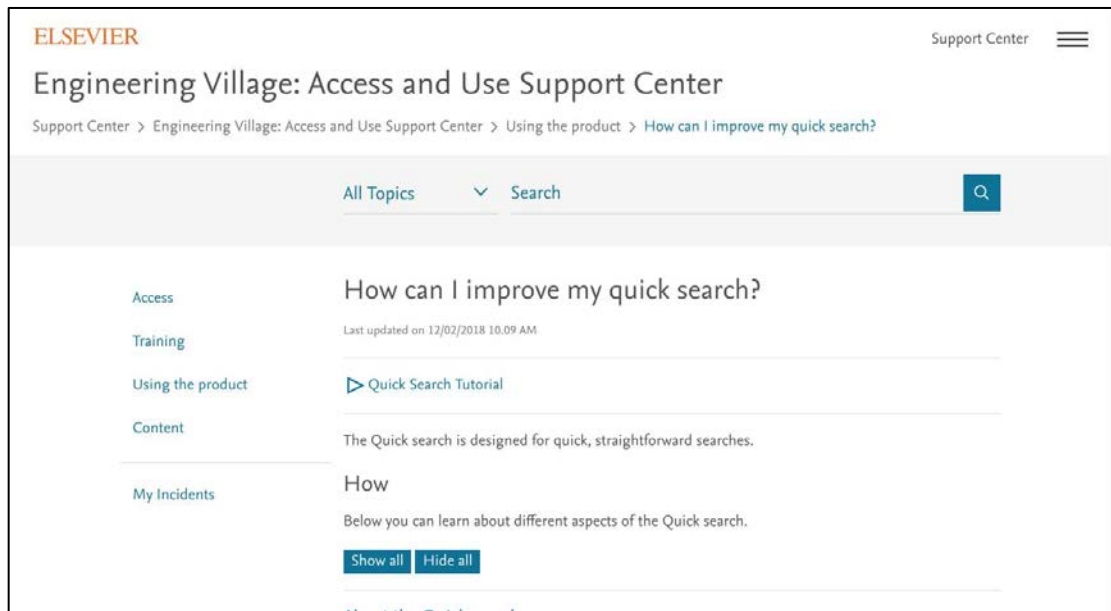 ELSEVIER
Support Center
Engineering Village: Access and Use Support Center
Support Center > Engineering Village: Access and Use Support Center > Using the product > How can I improve my quick search?
All Topics
Search
Access
Training
Using the product
Content
My Incidents
How can I improve my quick search?
Last updated on 12/02/2018 10.09 AM
Quick Search Tutorial
The Quick search is designed for quick, straightforward searches.
How
Below you can learn about different aspects of the Quick search.
Show all
Hide all